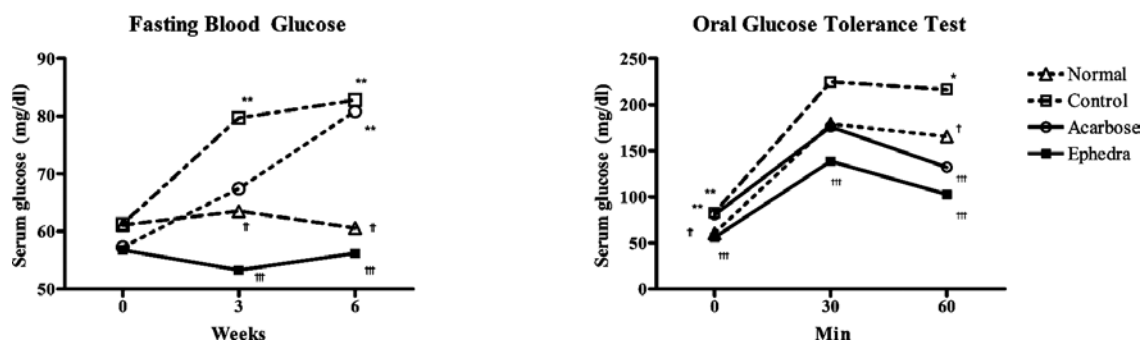 Fasting Blood Glucose
Serum glucose (mg/dl)
90
80
70
60
50
**
**
**
†
†
†††
†††
0 3 6
Weeks
Oral Glucose Tolerance Test
Serum glucose (mg/dl)
250
200
150
100
50
0
*
†
†††
†††
†††
**
**
†
†††
0 30 60
Min
Normal
Control
Acarbose
Ephedra